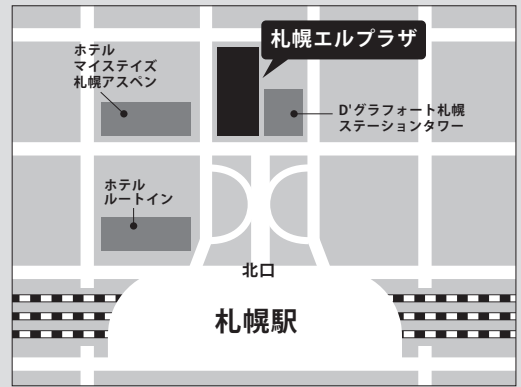 札幌エルプラザ
ホテル
マイステイズ
札幌アスペン
D'グラフォート札幌
ステーションタワー
ホテル
ルートイン
北口
札幌駅